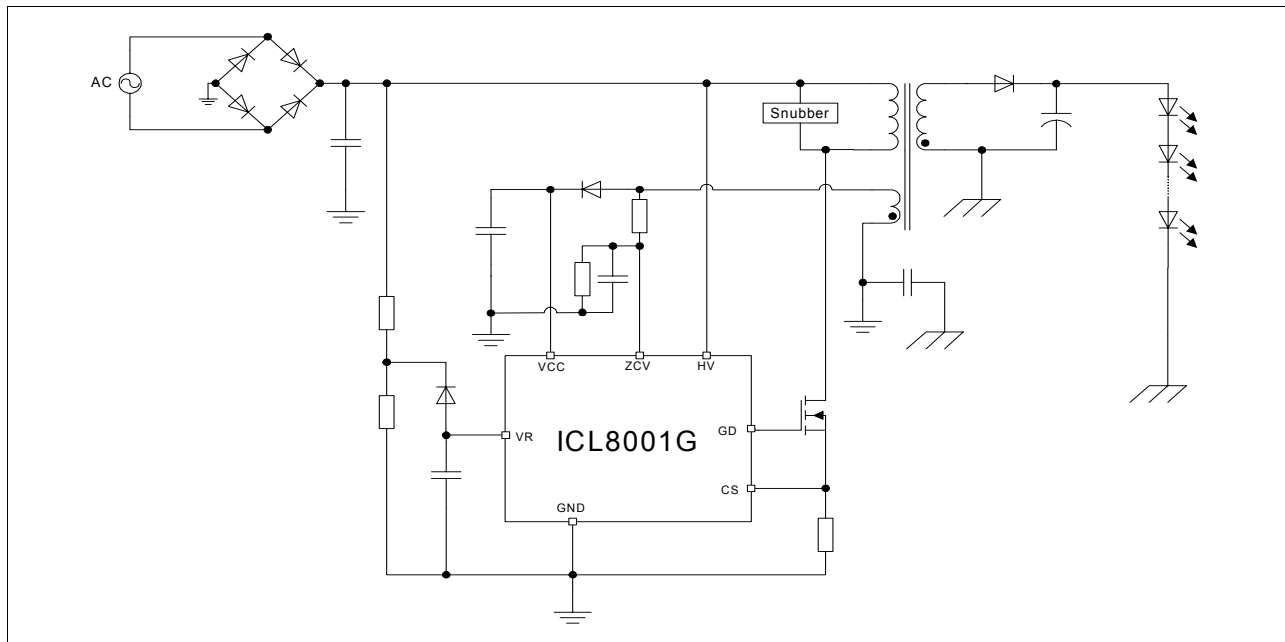 AC
Snubber
VCC
ZCV
HV
VR
ICL8001G
GD
CS
GND